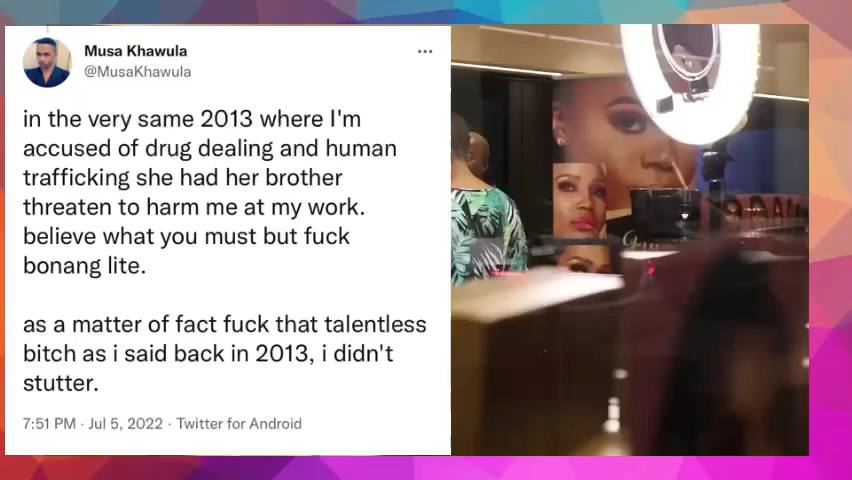 Musa Khawula
@MusaKhawula
in the very same 2013 where I'm
accused of drug dealing and human
trafficking she had her brother
threaten to harm me at my work.
believe what you must but fuck
bonang lite.
as a matter of fact fuck that talentless
bitch as i said back in 2013, i didn't
stutter.
7:51 PM · Jul 5, 2022 · Twitter for Android